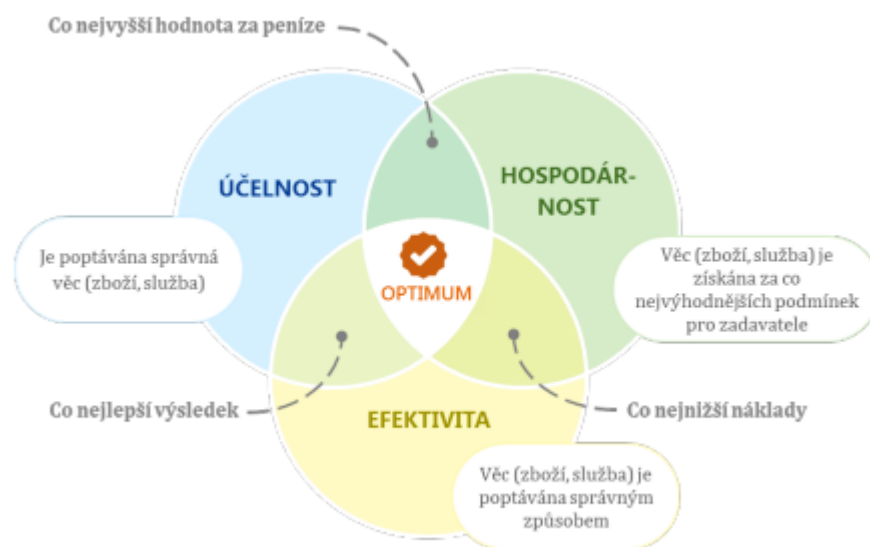 Co nejvyšší hodnota za peníze
ÚČELNOST
HOSPODÁR-
NOST
Je poptávána správná
věc (zboží, služba)
OPTIMUM
Věc (zboží, služba) je
získána za co
nejvýhodnějších podmínek
pro zadavatele
Co nejlepší výsledek
EFEKTIVITA
Co nejnižší náklady
Věc (zboží, služba) je
poptávána správným
způsobem